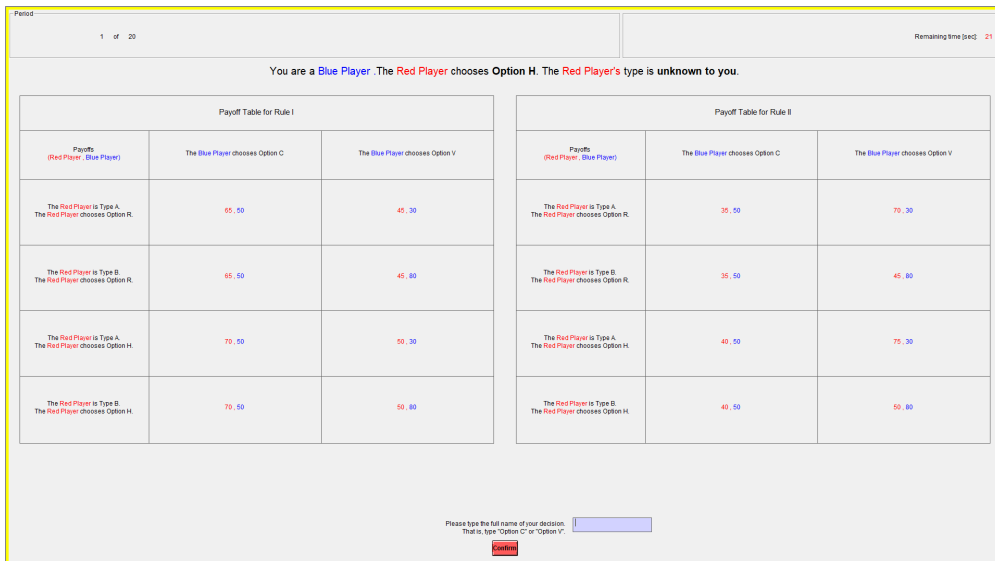 Period
1 of 20
Remaining time [sec]: 21
You are a Blue Player .The Red Player chooses Option H. The Red Player's type is unknown to you.
Payoff Table for Rule I
Payoffs
(Red Player , Blue Player)
The Blue Player chooses Option C
The Blue Player chooses Option V
The Red Player is Type A.
The Red Player chooses Option R.
65 , 50
45 , 30
The Red Player is Type B.
The Red Player chooses Option R.
65 , 50
45 , 80
The Red Player is Type A.
The Red Player chooses Option H.
70 , 50
50 , 30
The Red Player is Type B.
The Red Player chooses Option H.
70 , 50
50 , 80
Payoff Table for Rule II
Payoffs
(Red Player , Blue Player)
The Blue Player chooses Option C
The Blue Player chooses Option V
The Red Player is Type A.
The Red Player chooses Option R.
35 , 50
70 , 30
The Red Player is Type B.
The Red Player chooses Option R.
35 , 50
45 , 80
The Red Player is Type A.
The Red Player chooses Option H.
40 , 50
75 , 30
The Red Player is Type B.
The Red Player chooses Option H.
40 , 50
50 , 80
Please type the full name of your decision.
That is, type "Option C" or "Option V".
Confirm